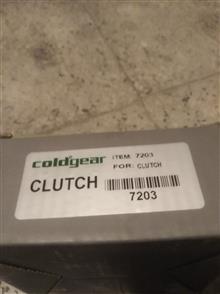 coldgear ITEM: 7203
FOR: CLUTCH
CLUTCH
7203